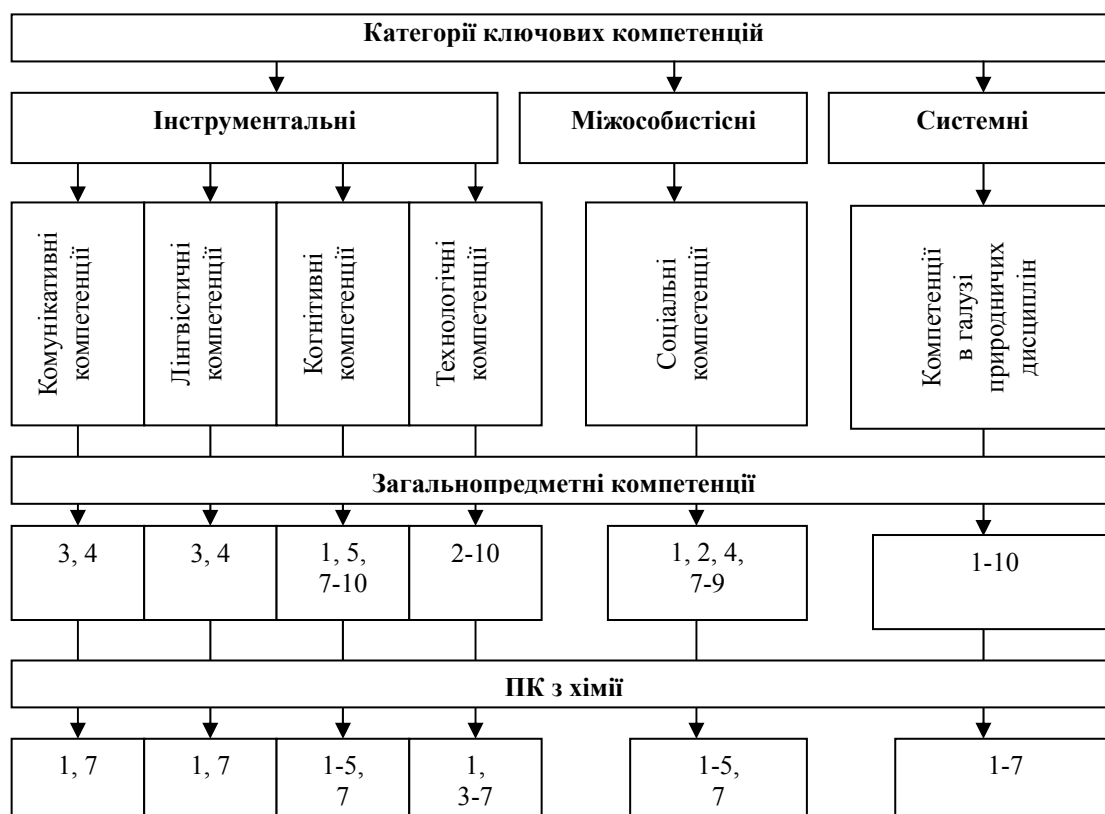 Категорії ключових компетенцій
Інструментальні
Міжособистісні
Системні
Комунікативні
компетенції
Лінгвістичні
компетенції
Когнітивні
компетенції
Технологічні
компетенції
Соціальні
компетенції
Компетенції
в галузі
природничих
дисциплін
Загальнопредметні компетенції
3, 4
3, 4
1, 5,
7-10
2-10
1, 2, 4,
7-9
1-10
ПК з хімії
1, 7
1, 7
1-5,
7
1,
3-7
1-5,
7
1-7